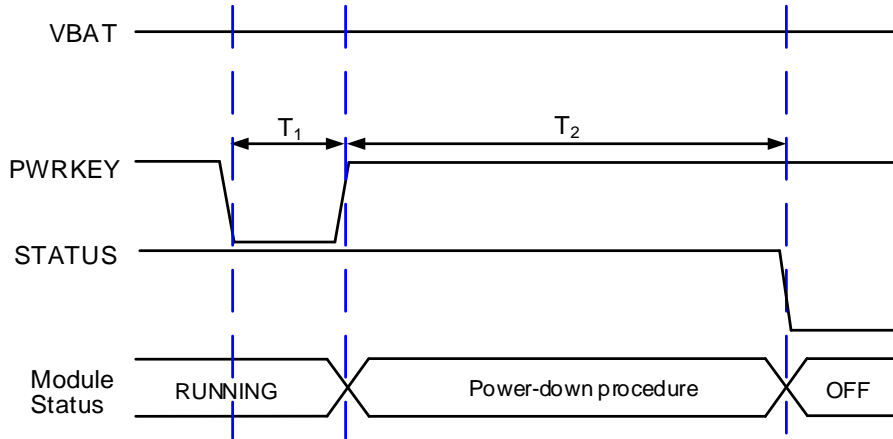 VBAT
T₁
T₂
PWRKEY
STATUS
Module
Status
RUNNING
Power-down procedure
OFF